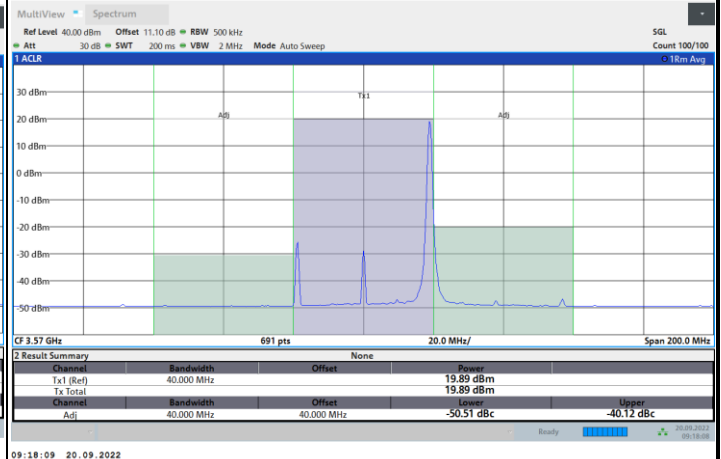 MultiView Spectrum
Ref Level 40.00 dBm Offset 11.10 dB RBW 500 kHz SGL
Att 30 dB SWT 200 ms VBW 2 MHz Mode Auto Sweep Count 100/100
1 ACLR 1Rm Avg
30 dBm
Tx1
20 dBm
Adj Adj
10 dBm
0 dBm
-10 dBm
-20 dBm
-30 dBm
-40 dBm
-50 dBm
CF 3.57 GHz 691 pts 20.0 MHz/ Span 200.0 MHz
2 Result Summary None
Channel Bandwidth Offset Power
Tx1 (Ref) 40.000 MHz 19.89 dBm
Tx Total 19.89 dBm
Channel Bandwidth Offset Lower Upper
Adj 40.000 MHz 40.000 MHz -50.51 dBc -40.12 dBc
Ready 20.09.2022
09:18:08
09:18:09 20.09.2022